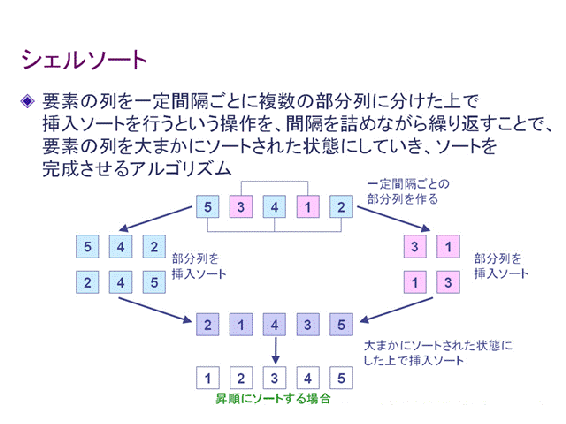 シェルソート
要素の列を一定間隔ごとに複数の部分列に分けた上で
挿入ソートを行うという操作を、間隔を詰めながら繰り返すことで、
要素の列を大まかにソートされた状態にしていき、ソートを
完成させるアルゴリズム
一定間隔ごとの
部分列を作る
5 3 4 1 2
5 4 2
2 4 5
部分列を
挿入ソート
3 1
1 3
部分列を
挿入ソート
2 1 4 3 5
大まかにソートされた状態に
した上で挿入ソート
1 2 3 4 5
昇順にソートする場合